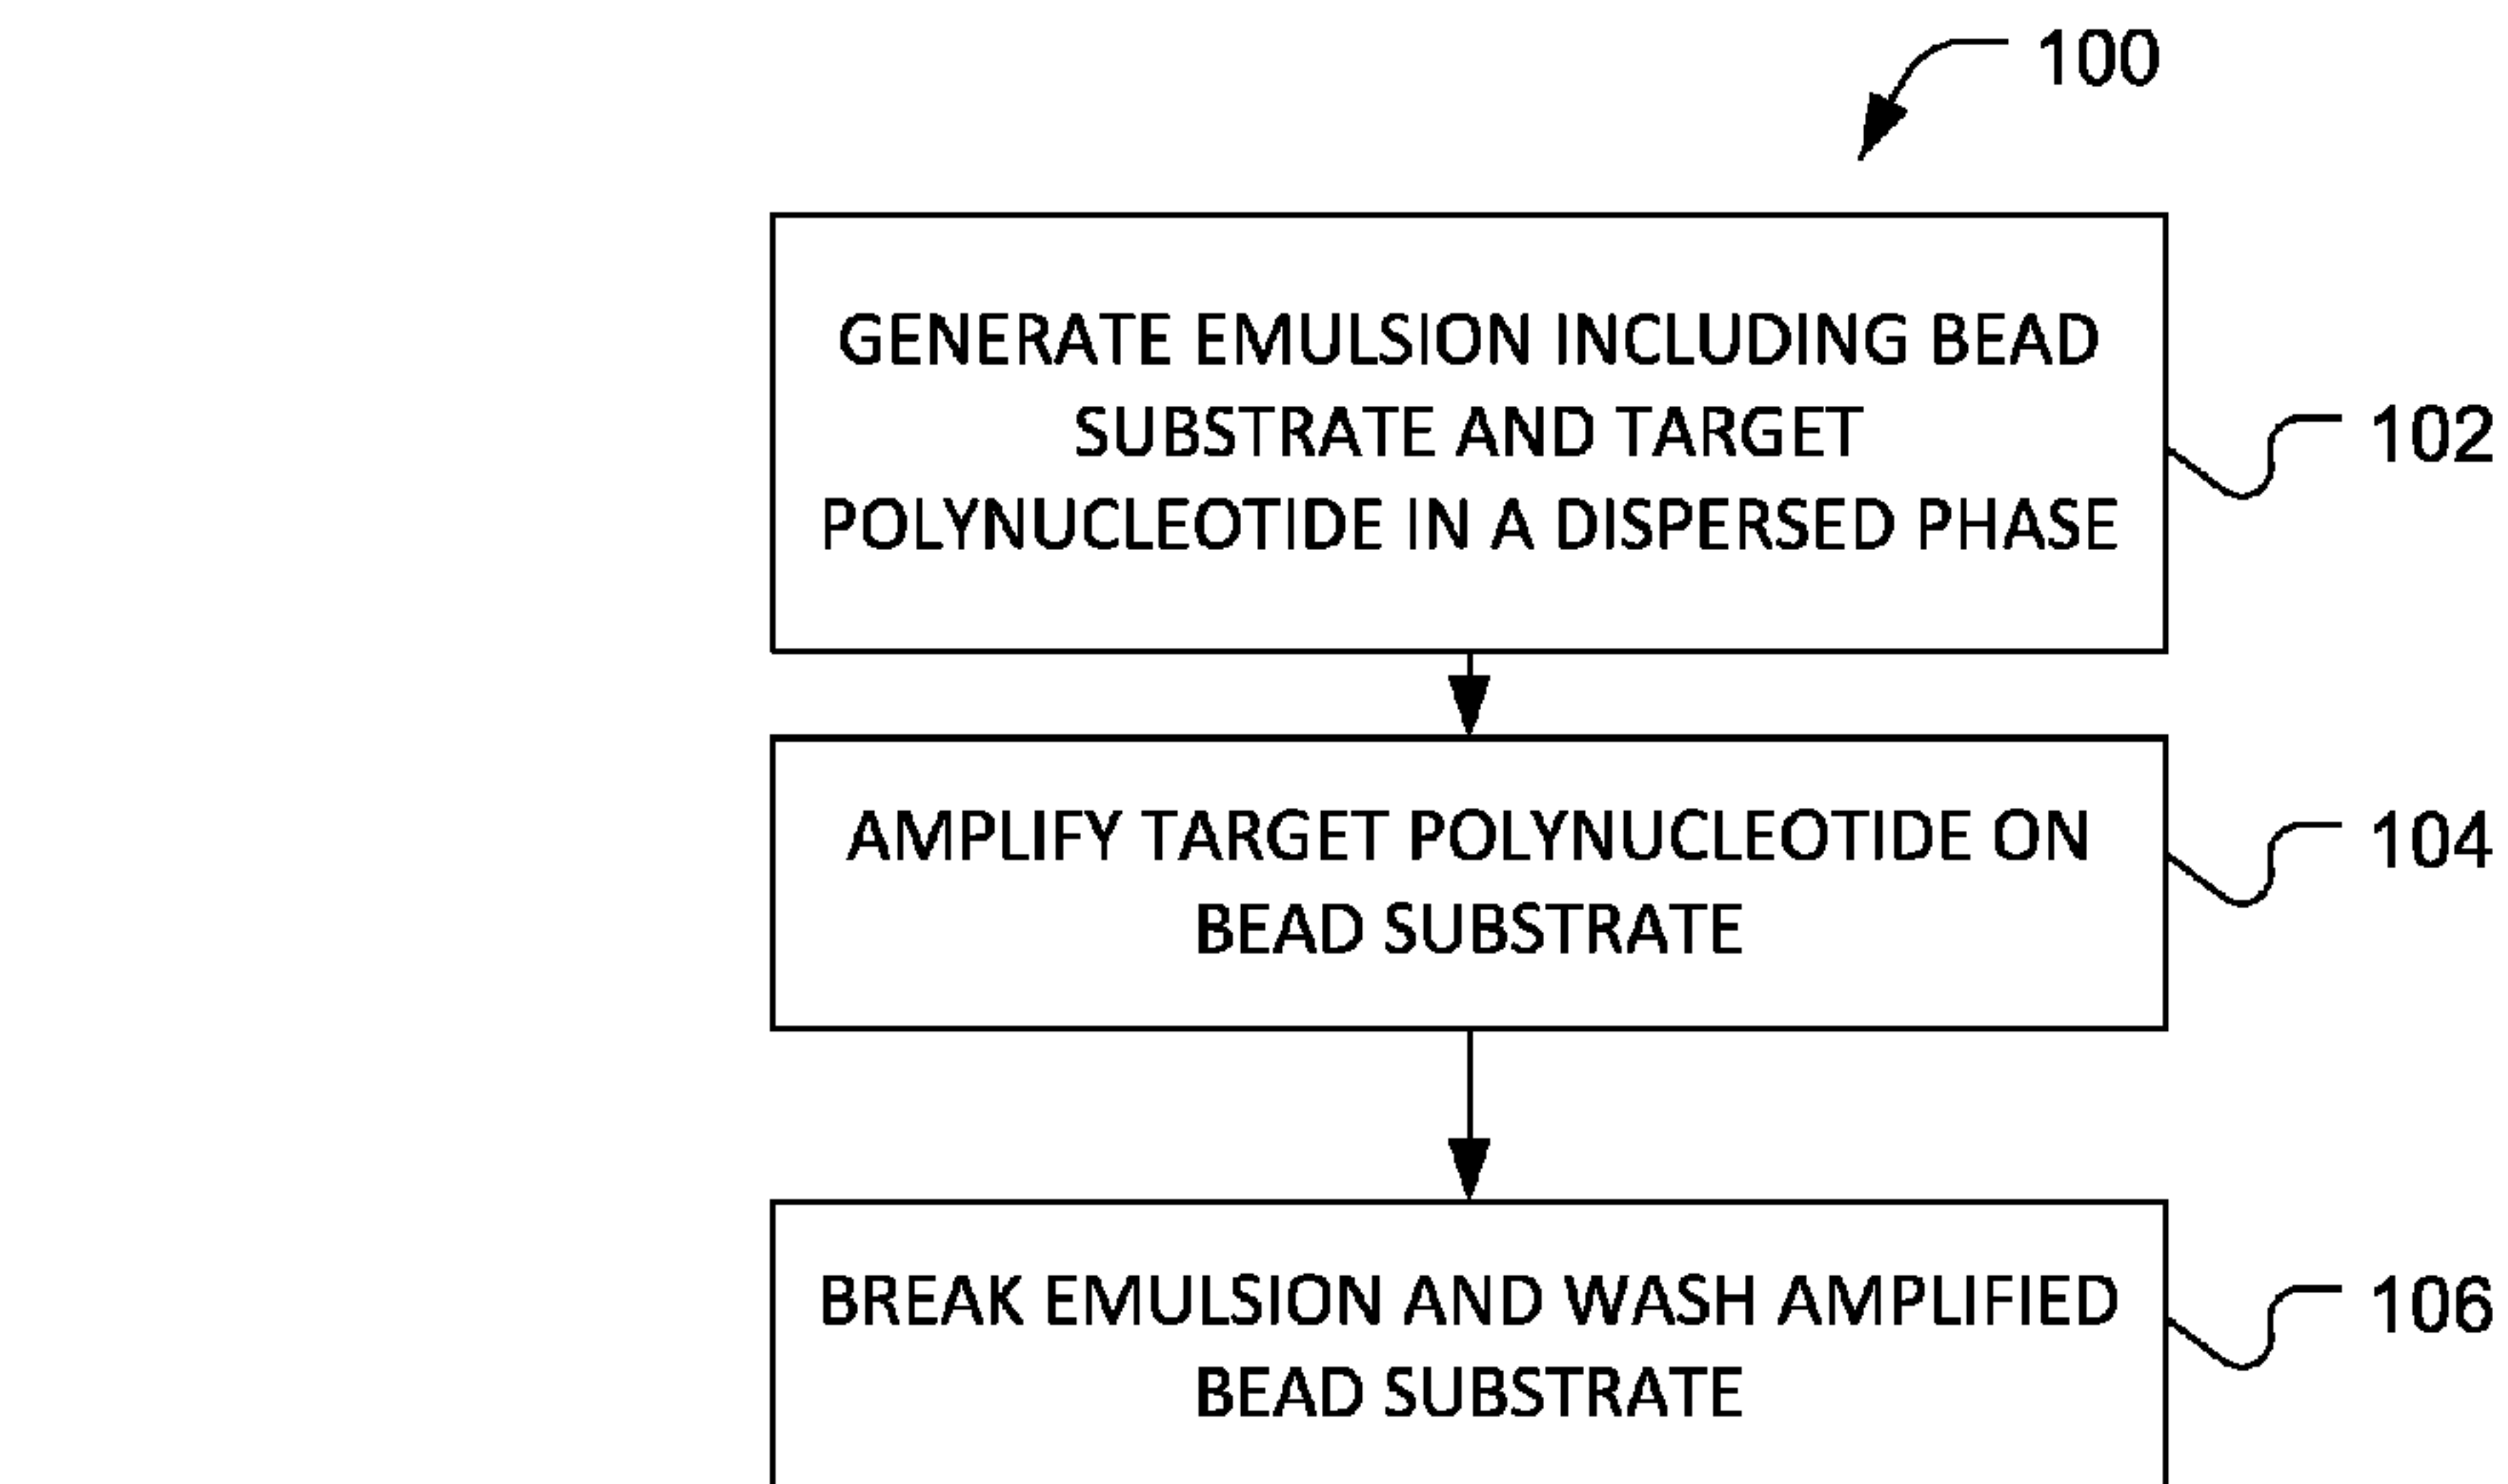 100
GENERATE EMULSION INCLUDING BEAD
SUBSTRATE AND TARGET
POLYNUCLEOTIDE IN A DISPERSED PHASE
102
AMPLIFY TARGET POLYNUCLEOTIDE ON
BEAD SUBSTRATE
104
BREAK EMULSION AND WASH AMPLIFIED
BEAD SUBSTRATE
106